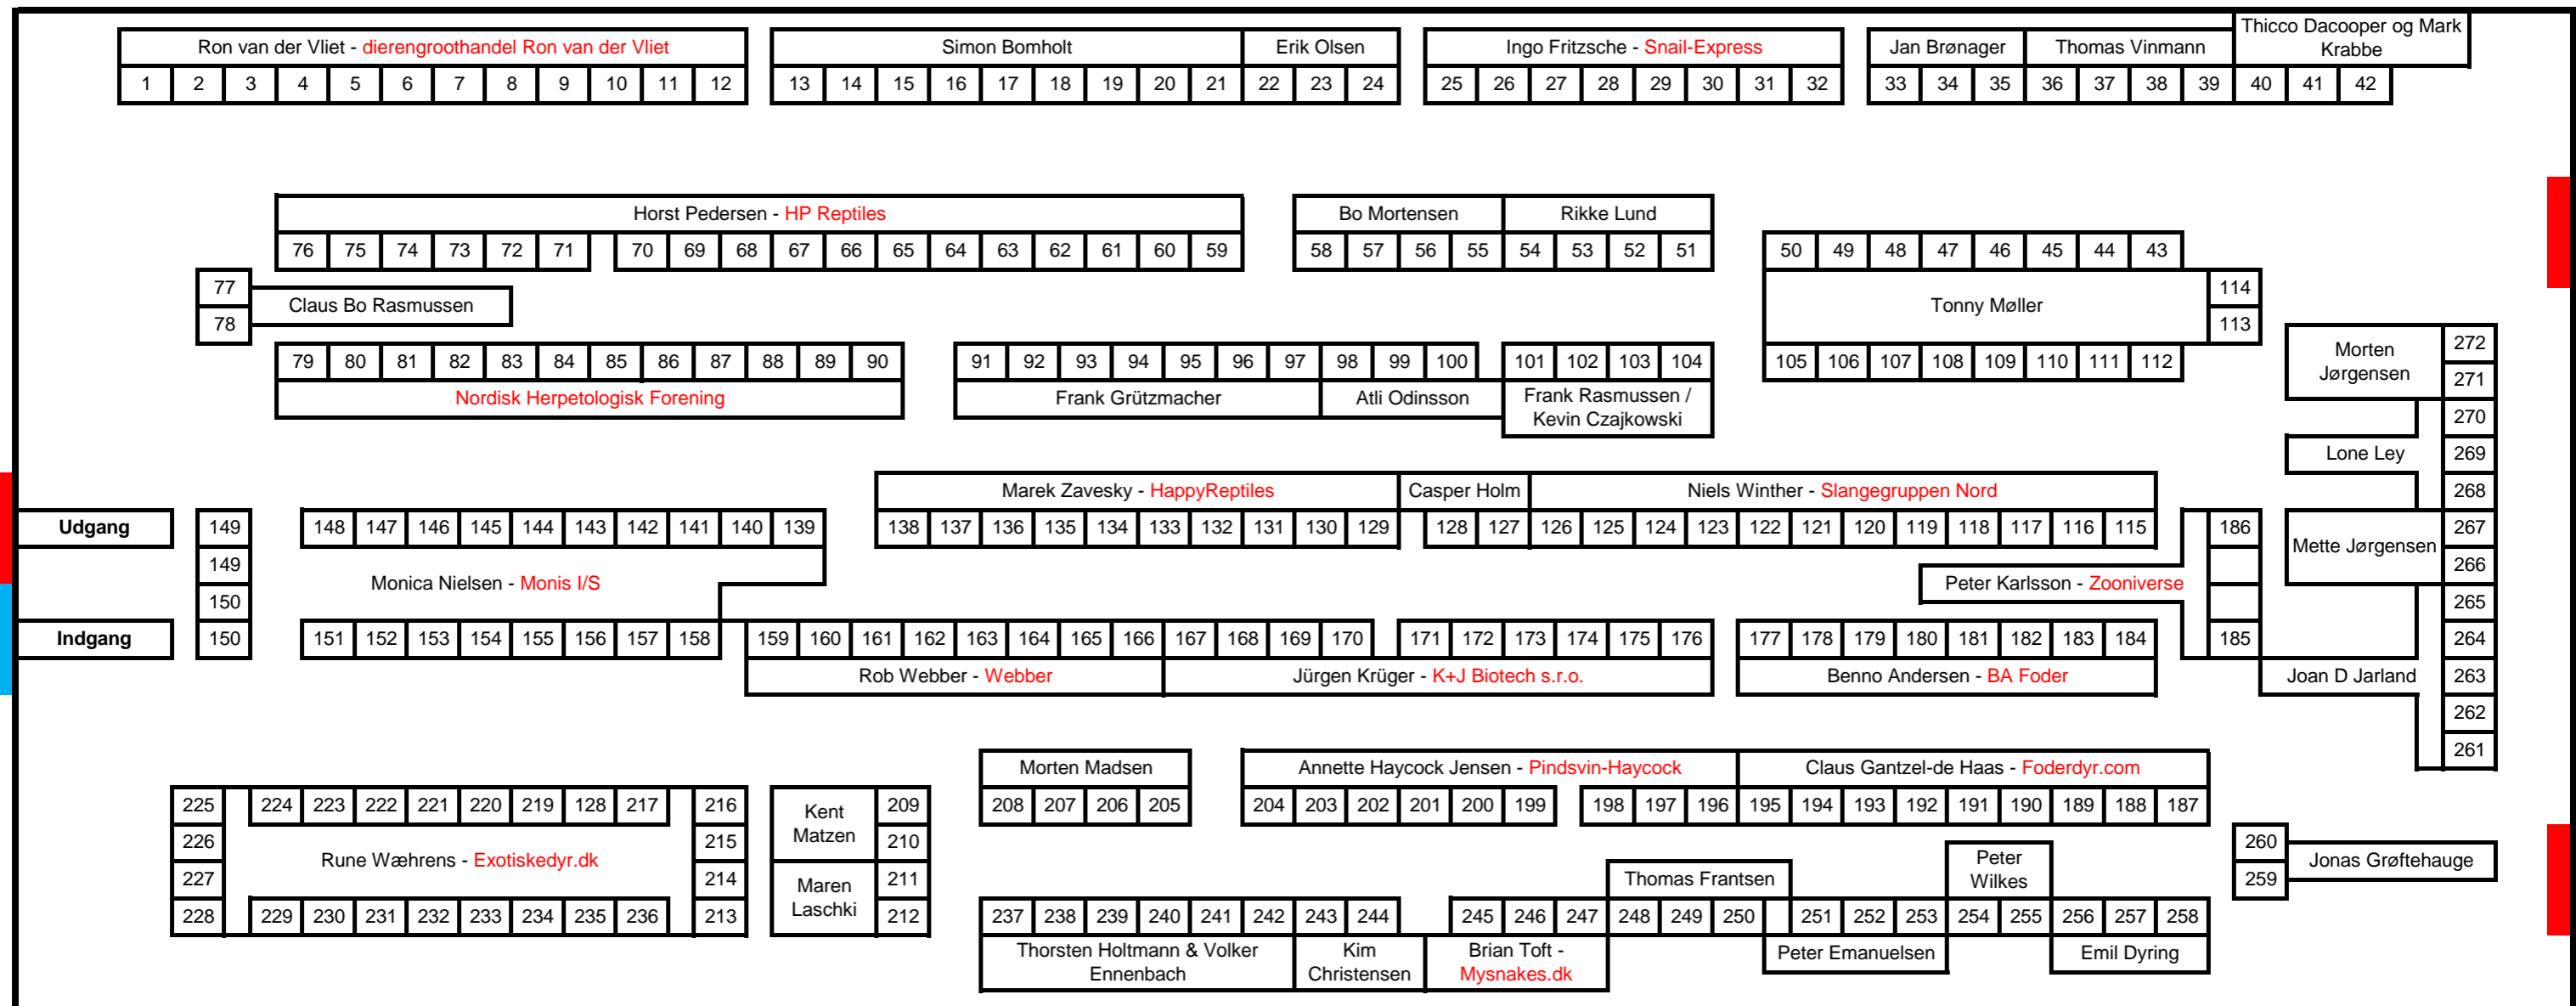 Ron van der Vliet - dierengroothandel Ron van der Vliet
Simon Bomholt
Erik Olsen
Ingo Fritzsche - Snail-Express
Jan Brønager
Thomas Vinmann
Thicco Dacooper og Mark
Krabbe
1 2 3 4 5 6 7 8 9 10 11 12 13 14 15 16 17 18 19 20 21 22 23 24 25 26 27 28 29 30 31 32 33 34 35 36 37 38 39 40 41 42
Horst Pedersen - HP Reptiles
Bo Mortensen
Rikke Lund
76 75 74 73 72 71 70 69 68 67 66 65 64 63 62 61 60 59 58 57 56 55 54 53 52 51
50 49 48 47 46 45 44 43
77
78
Claus Bo Rasmussen
Tonny Møller
114
113
79 80 81 82 83 84 85 86 87 88 89 90 91 92 93 94 95 96 97 98 99 100 101 102 103 104
105 106 107 108 109 110 111 112
Nordisk Herpetologisk Forening
Frank Grützmacher
Atli Odinsson
Frank Rasmussen /
Kevin Czajkowski
Morten
Jørgensen
272
271
270
Lone Ley
269
268
Marek Zavesky - HappyReptiles
Casper Holm
Niels Winther - Slangegruppen Nord
Udgang
149
148 147 146 145 144 143 142 141 140 139 138 137 136 135 134 133 132 131 130 129 128 127 126 125 124 123 122 121 120 119 118 117 116 115
186
267
Mette Jørgensen
266
149
Monica Nielsen - Monis I/S
Peter Karlsson - Zooniverse
150
265
Indgang
150
151 152 153 154 155 156 157 158 159 160 161 162 163 164 165 166 167 168 169 170 171 172 173 174 175 176 177 178 179 180 181 182 183 184
185
264
Rob Webber - Webber
Jürgen Krüger - K+J Biotech s.r.o.
Benno Andersen - BA Foder
Joan D Jarland
263
262
261
Morten Madsen
Annette Haycock Jensen - Pindsvin-Haycock
Claus Gantzel-de Haas - Foderdyr.com
225 224 223 222 221 220 219 128 217 216
Kent
Matzen
209
208 207 206 205 204 203 202 201 200 199 198 197 196 195 194 193 192 191 190 189 188 187
226
215
210
Rune Wæhrens - Exotiskedyr.dk
227
214
Maren
Laschki
211
Thomas Frantsen
Peter
Wilkes
260
259
Jonas Grøftehauge
228 229 230 231 232 233 234 235 236 213
212
237 238 239 240 241 242 243 244 245 246 247 248 249 250 251 252 253 254 255 256 257 258
Thorsten Holtmann & Volker
Ennenbach
Kim
Christensen
Brian Toft -
Mysnakes.dk
Peter Emanuelsen
Emil Dyring